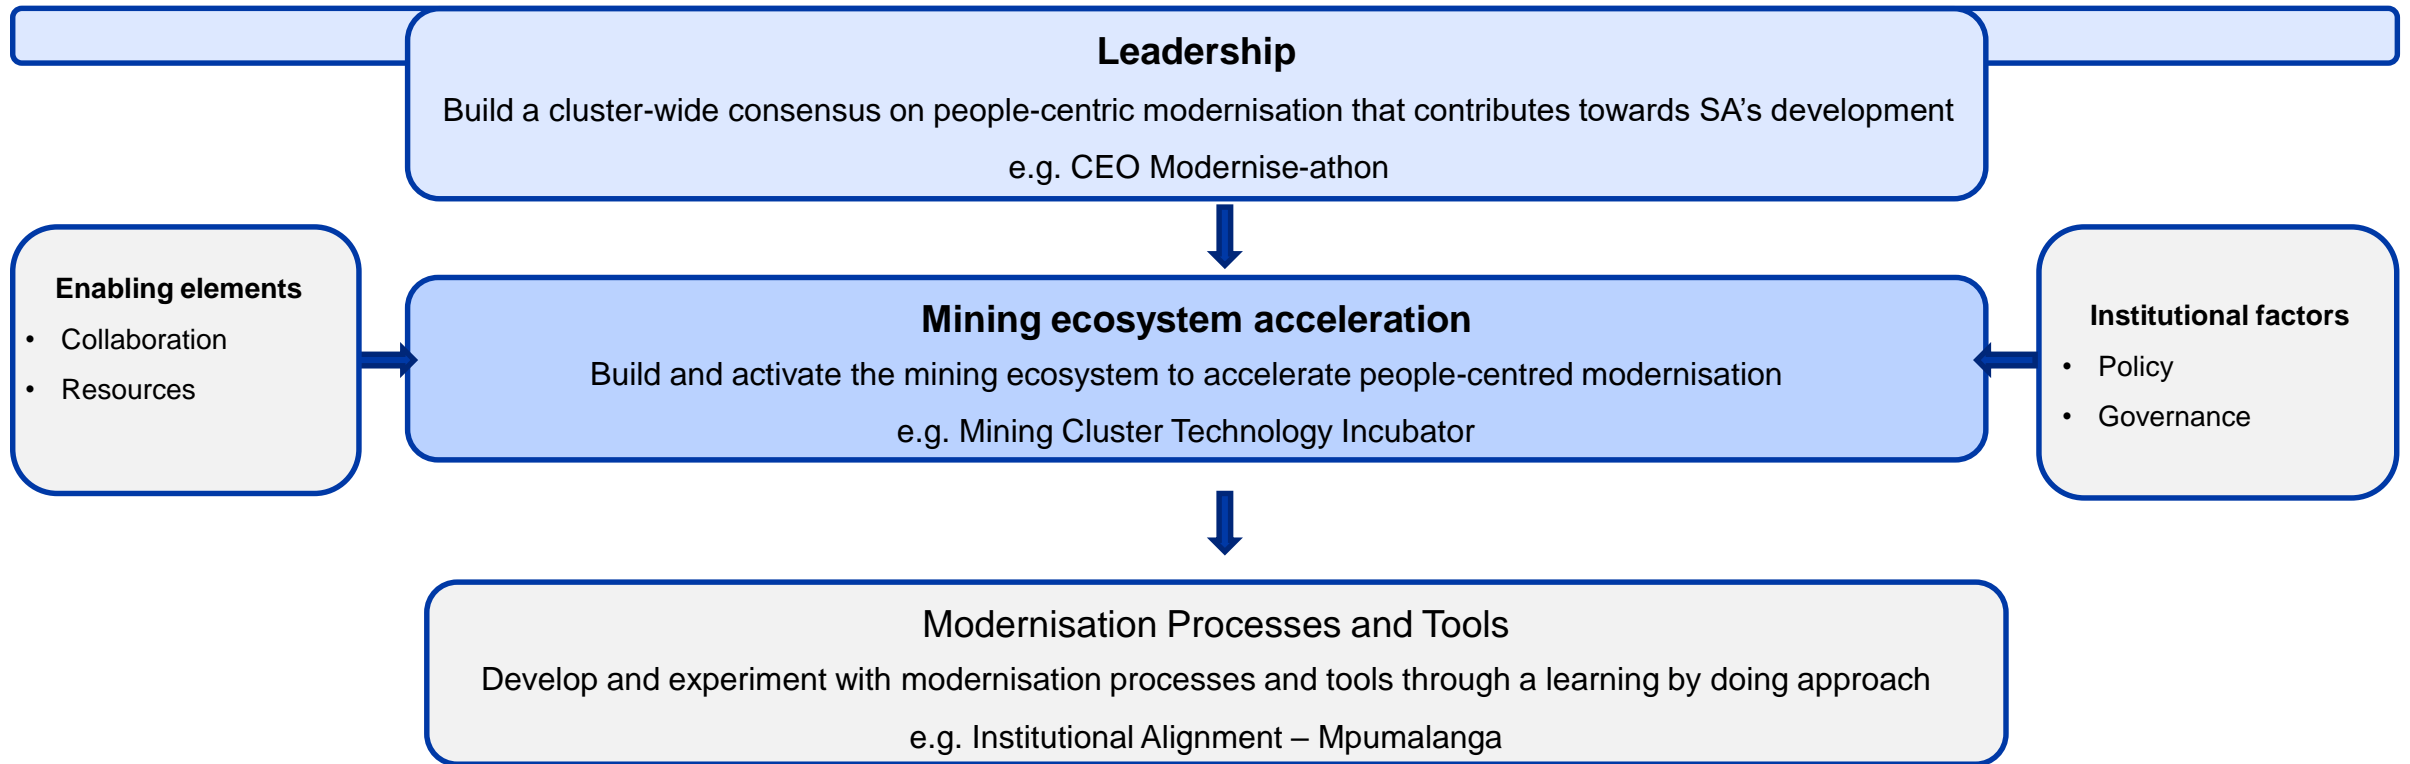 Leadership
Build a cluster-wide consensus on people-centric modernisation that contributes towards SA's development
e.g. CEO Modernise-athon
Enabling elements
• Collaboration
• Resources
Mining ecosystem acceleration
Build and activate the mining ecosystem to accelerate people-centred modernisation
e.g. Mining Cluster Technology Incubator
Institutional factors
• Policy
• Governance
Modernisation Processes and Tools
Develop and experiment with modernisation processes and tools through a learning by doing approach
e.g. Institutional Alignment – Mpumalanga